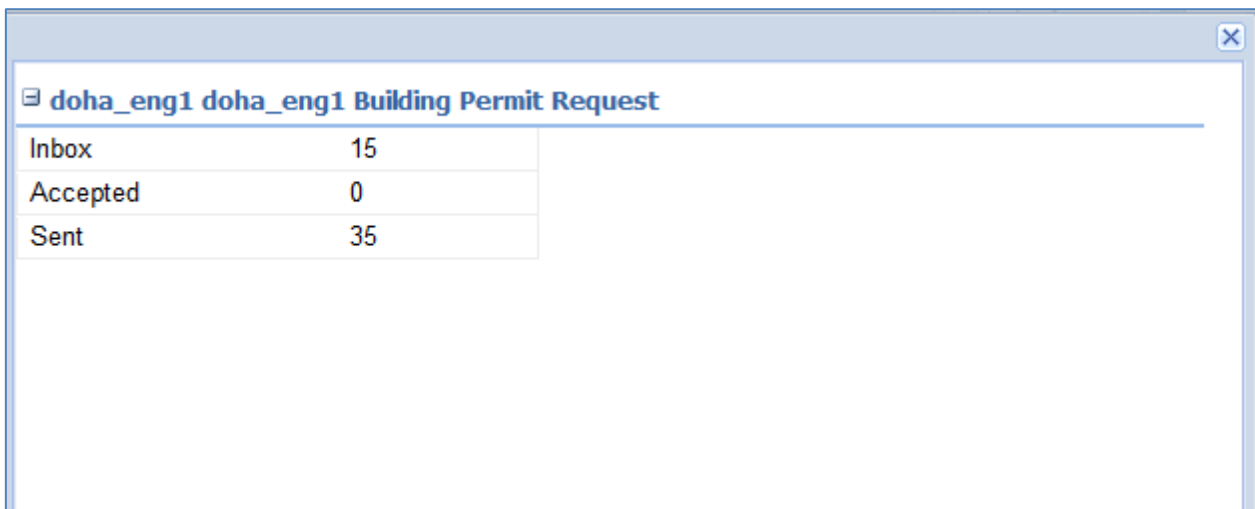 doha_eng1 doha_eng1 Building Permit Request
Inbox 15
Accepted 0
Sent 35